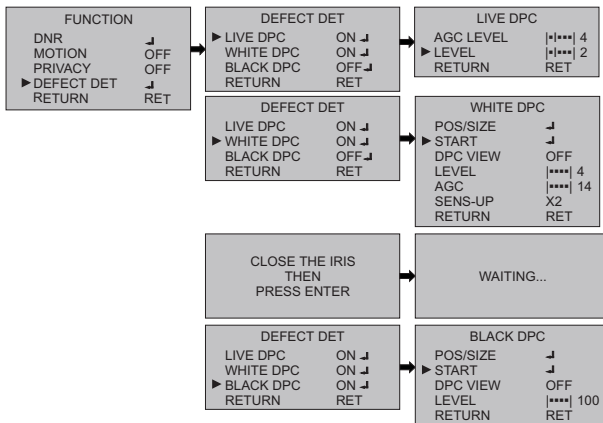 FUNCTION
DNR ↲
MOTION OFF
PRIVACY OFF
►DEFECT DET ↲
RETURN RET
DEFECT DET
►LIVE DPC ON ↲
WHITE DPC ON ↲
BLACK DPC OFF↲
RETURN RET
LIVE DPC
AGC LEVEL 4
►LEVEL 2
RETURN RET
DEFECT DET
LIVE DPC ON ↲
►WHITE DPC ON ↲
BLACK DPC OFF↲
RETURN RET
WHITE DPC
POS/SIZE ↲
►START ↲
DPC VIEW OFF
LEVEL 4
AGC 14
SENS-UP X2
RETURN RET
CLOSE THE IRIS
THEN
PRESS ENTER
WAITING...
DEFECT DET
LIVE DPC ON ↲
WHITE DPC ON ↲
►BLACK DPC ON ↲
RETURN RET
BLACK DPC
POS/SIZE ↲
►START ↲
DPC VIEW OFF
LEVEL 100
RETURN RET